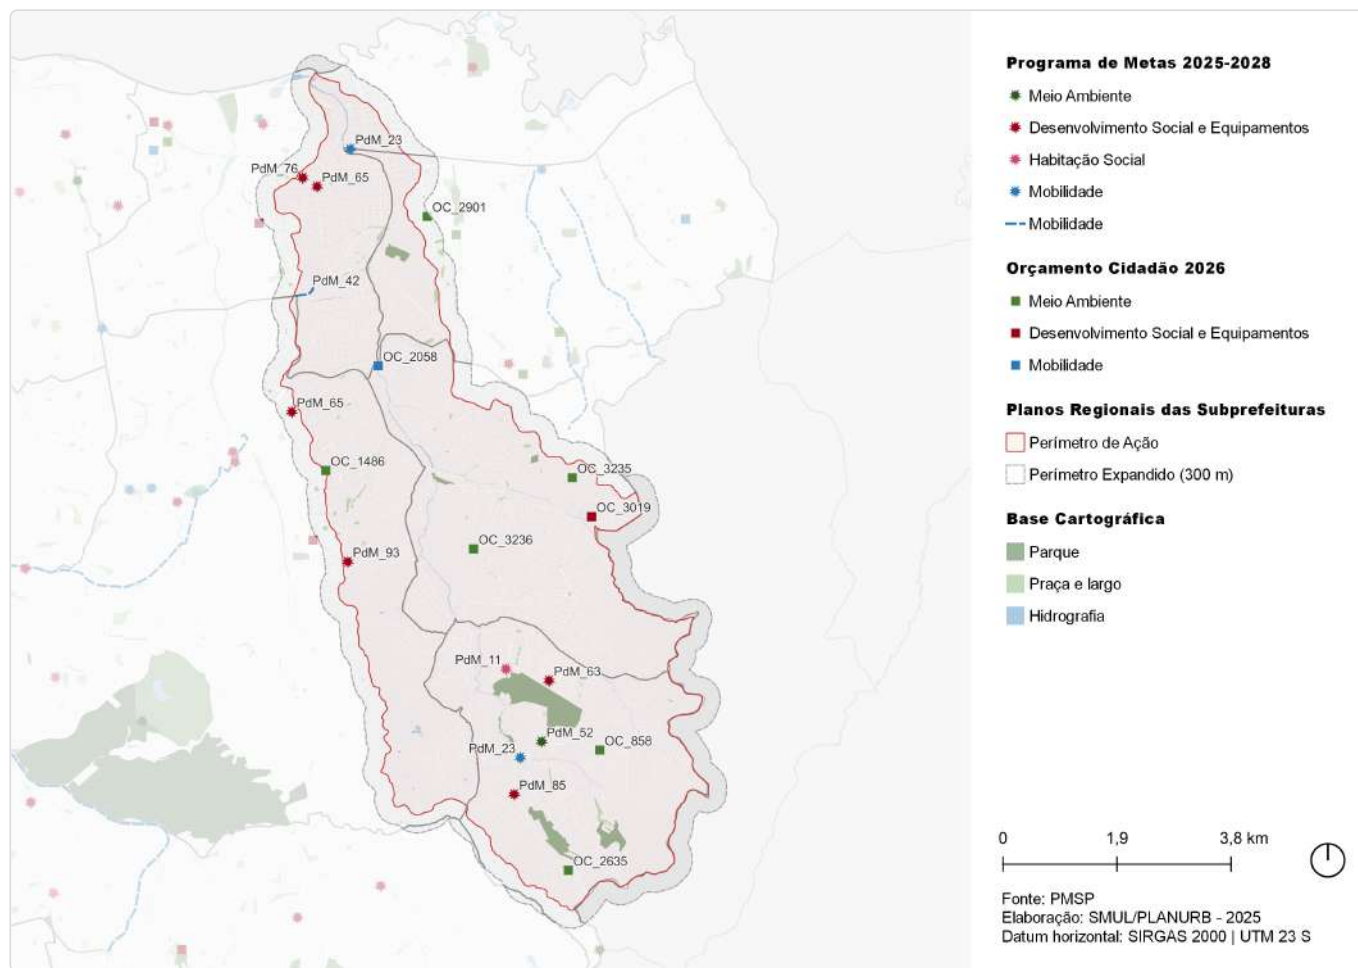 PdM_23
PdM_76
PdM_65
OC_2901
PdM_42
OC_2058
PdM_65
OC_1486
OC_3235
OC_3019
OC_3236
PdM_93
PdM_11
PdM_63
PdM_52
PdM_23
OC_858
PdM_85
OC_2635
Programa de Metas 2025-2028
Meio Ambiente
Desenvolvimento Social e Equipamentos
Habitação Social
Mobilidade
Mobilidade
Orçamento Cidadão 2026
Meio Ambiente
Desenvolvimento Social e Equipamentos
Mobilidade
Planos Regionais das Subprefeituras
Perímetro de Ação
Perímetro Expandido (300 m)
Base Cartográfica
Parque
Praça e largo
Hidrografia
0 1,9 3,8 km
Fonte: PMSP
Elaboração: SMUL/PLANURB - 2025
Datum horizontal: SIRGAS 2000 | UTM 23 S